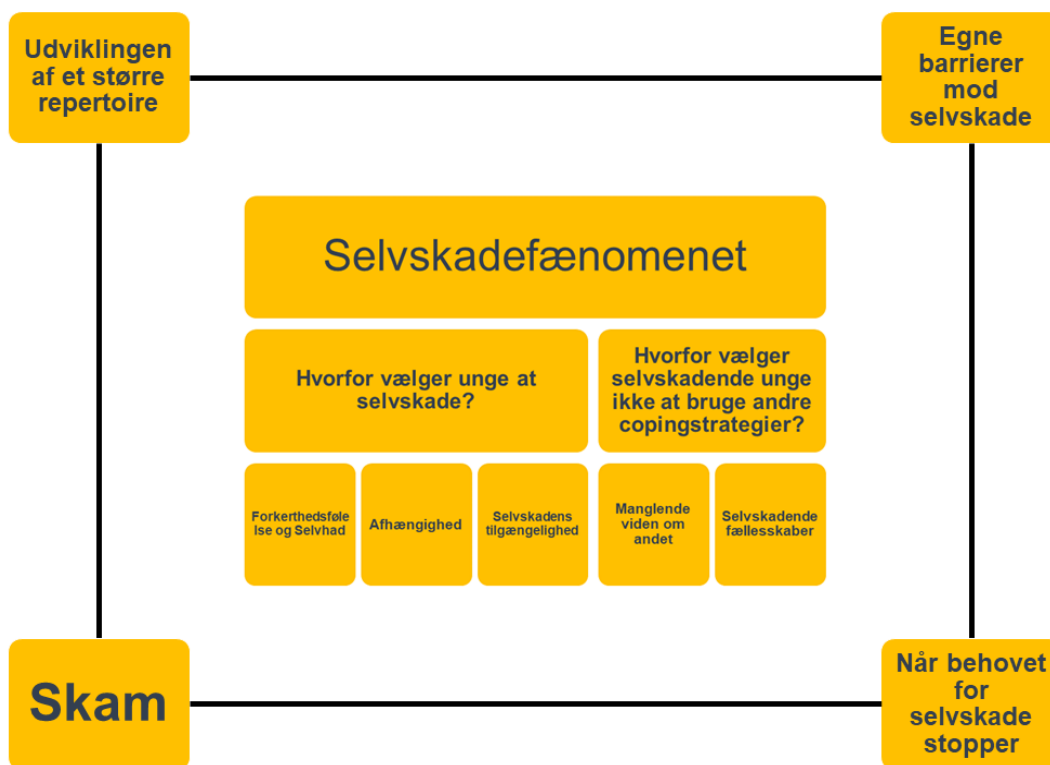 Udviklingen
af et større
repertoire
Egne
barrierer
mod
selvskade
Selvskadefænomenet
Hvorfor vælger unge at
selvskade?
Hvorfor vælger
selvskadende unge
ikke at bruge andre
copingstrategier?
Forkerthedsføle
lse og Selvhad
Afhængighed
Selvskadens
tilgængelighed
Manglende
viden om
andet
Selvskadende
fællesskaber
Skam
Når behovet
for
selvskade
stopper